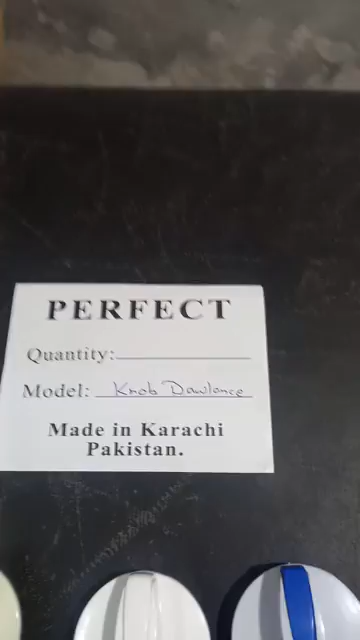 PERFECT
Quantity:
Model: Knob Dawlance
Made in Karachi
Pakistan.